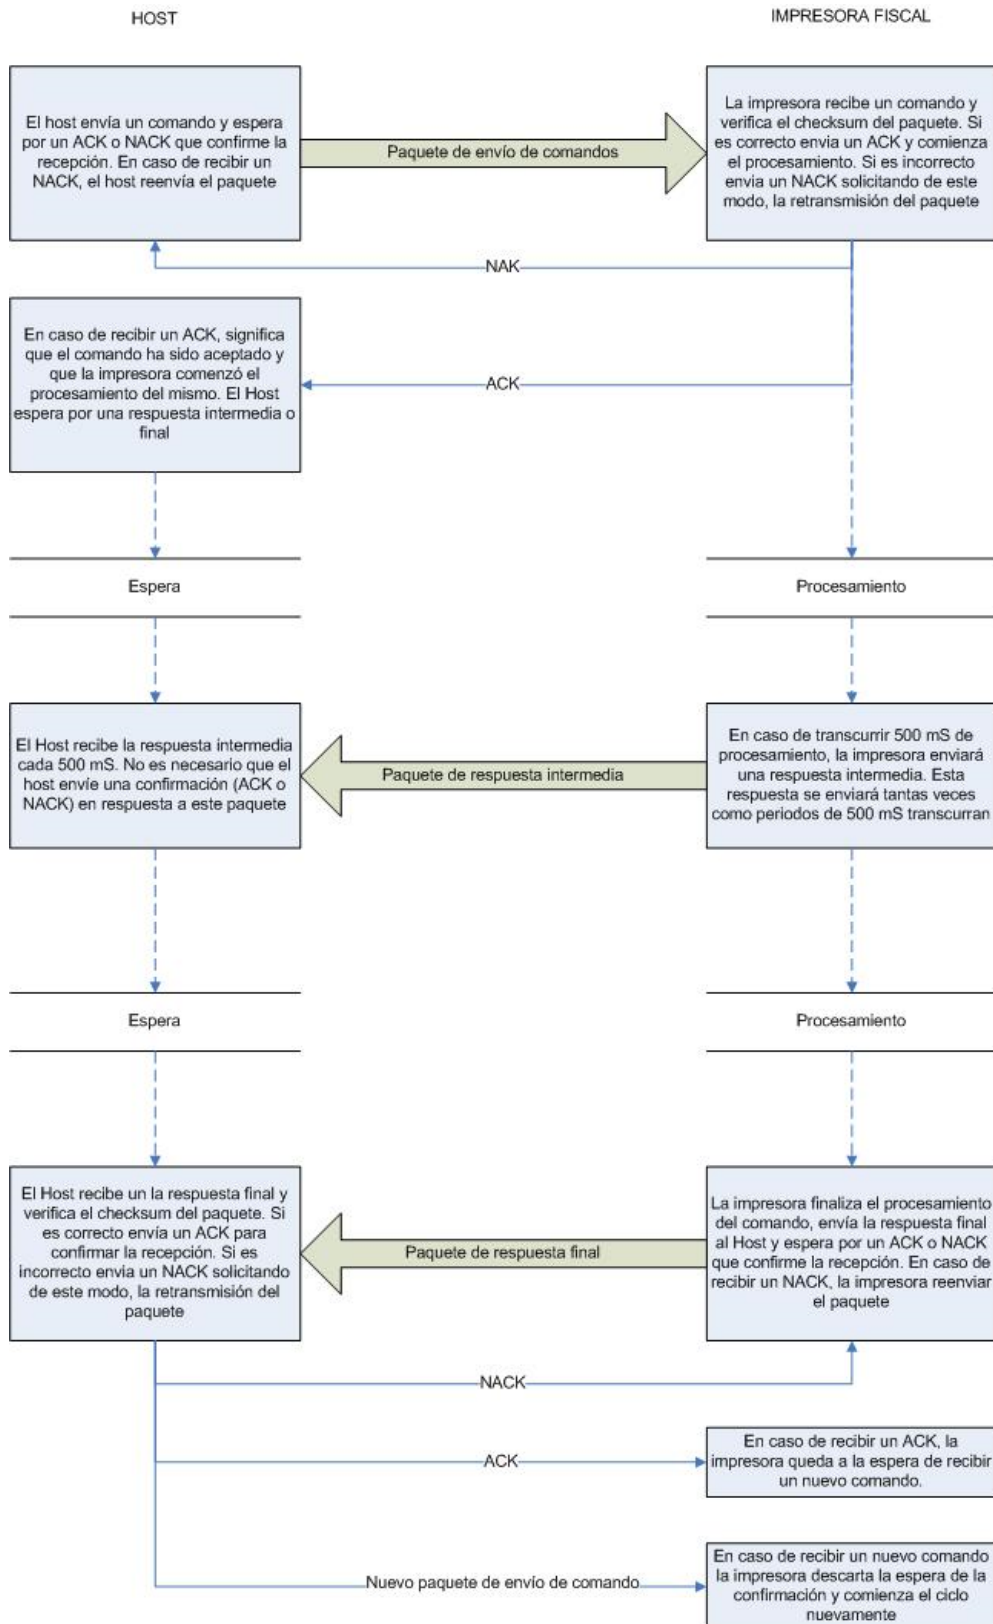 HOST
IMPRESORA FISCAL
El host envía un comando y espera
por un ACK o NACK que confirme la
recepción. En caso de recibir un
NACK, el host reenvía el paquete
Paquete de envío de comandos
La impresora recibe un comando y
verifica el checksum del paquete. Si
es correcto envia un ACK y comienza
el procesamiento. Si es incorrecto
envia un NACK solicitando de este
modo, la retransmisión del paquete
NAK
En caso de recibir un ACK, significa
que el comando ha sido aceptado y
que la impresora comenzó el
procesamiento del mismo. El Host
espera por una respuesta intermedia o
final
ACK
Espera
Procesamiento
El Host recibe la respuesta intermedia
cada 500 mS. No es necesario que el
host envíe una confirmación (ACK o
NACK) en respuesta a este paquete
Paquete de respuesta intermedia
En caso de transcurrir 500 mS de
procesamiento, la impresora enviará
una respuesta intermedia. Esta
respuesta se enviará tantas veces
como periodos de 500 mS transcurran
Espera
Procesamiento
El Host recibe un la respuesta final y
verifica el checksum del paquete. Si
es correcto envía un ACK para
confirmar la recepción. Si es
incorrecto envia un NACK solicitando
de este modo, la retransmisión del
paquete
Paquete de respuesta final
La impresora finaliza el procesamiento
del comando, envía la respuesta final
al Host y espera por un ACK o NACK
que confirme la recepción. En caso de
recibir un NACK, la impresora reenviar
el paquete
NACK
ACK
En caso de recibir un ACK, la
impresora queda a la espera de recibir
un nuevo comando.
Nuevo paquete de envío de comando
En caso de recibir un nuevo comando
la impresora descarta la espera de la
confirmación y comienza el ciclo
nuevamente